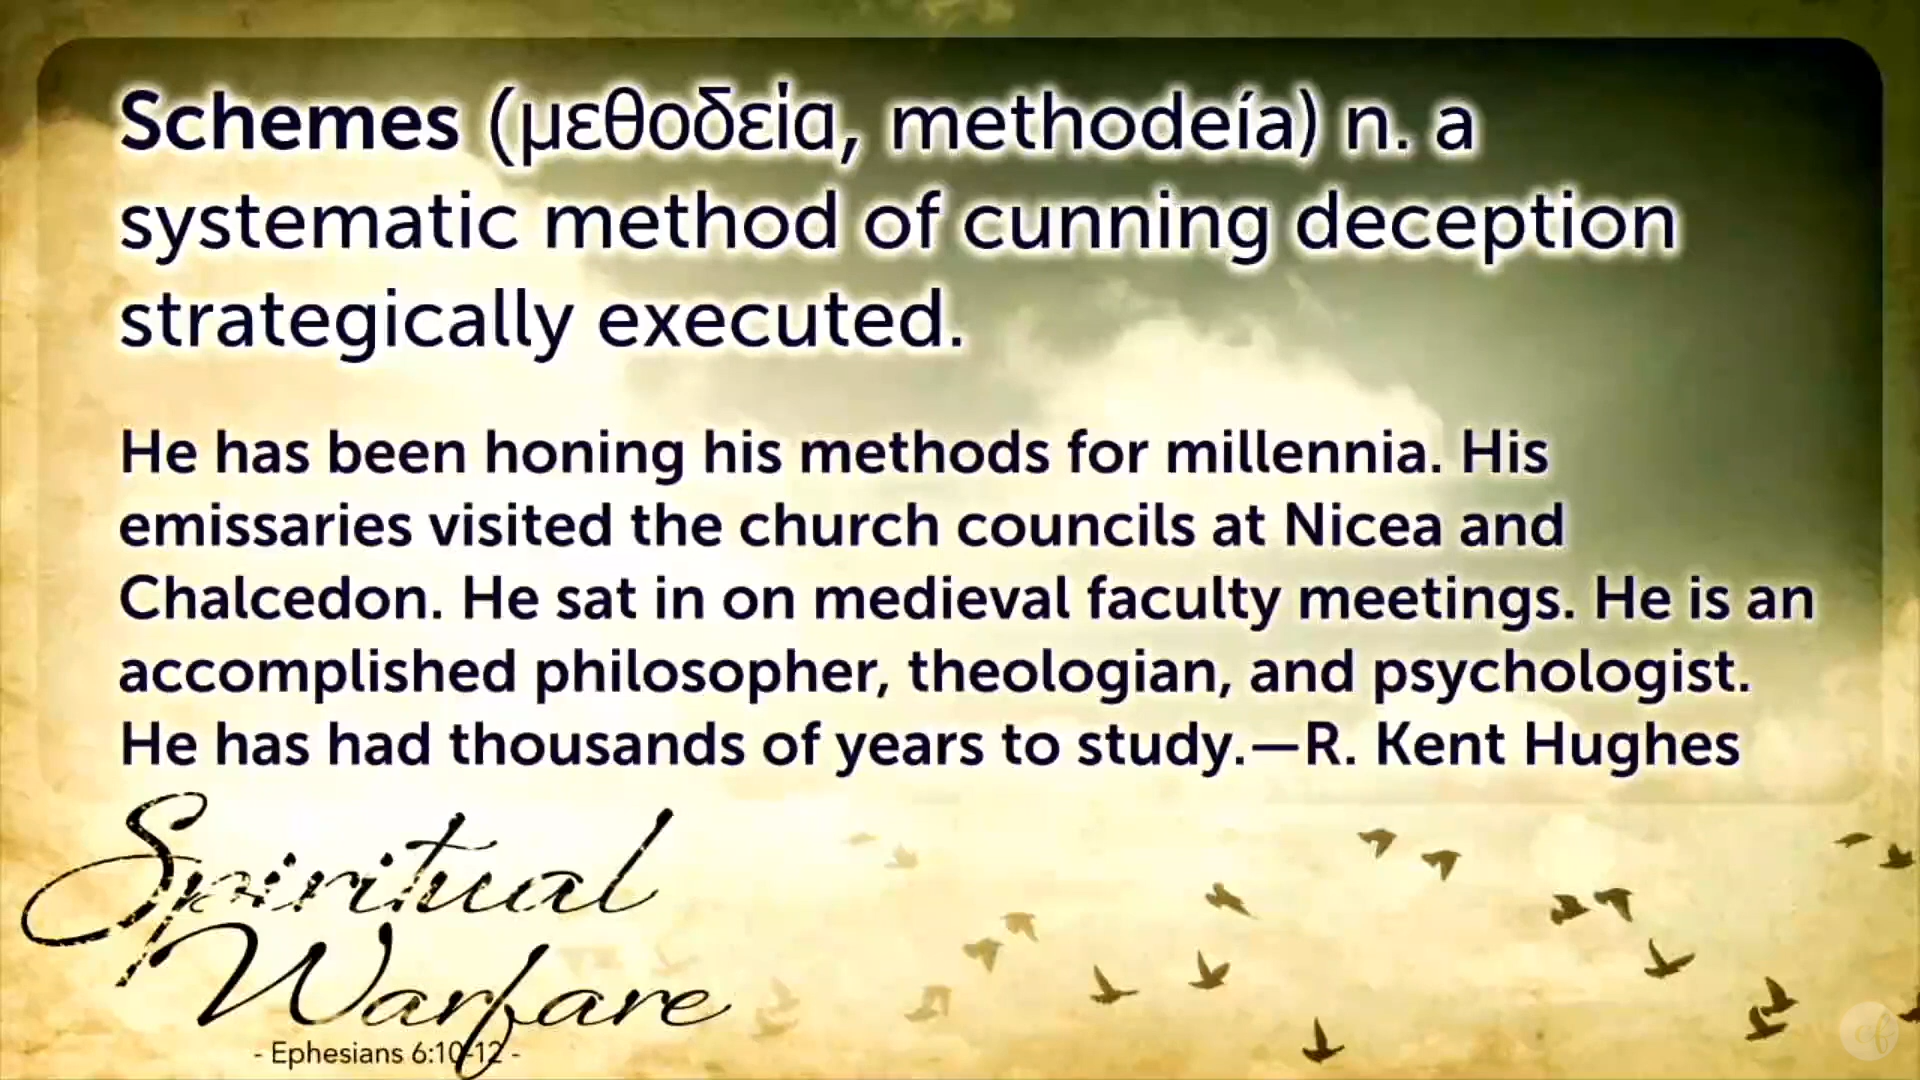 Schemes (μεθοδεία, methodeía) n. a
systematic method of cunning deception
strategically executed.
He has been honing his methods for millennia. His
emissaries visited the church councils at Nicea and
Chalcedon. He sat in on medieval faculty meetings. He is an
accomplished philosopher, theologian, and psychologist.
He has had thousands of years to study.—R. Kent Hughes
Spiritual
Warfare
- Ephesians 6:10-12 -
cf